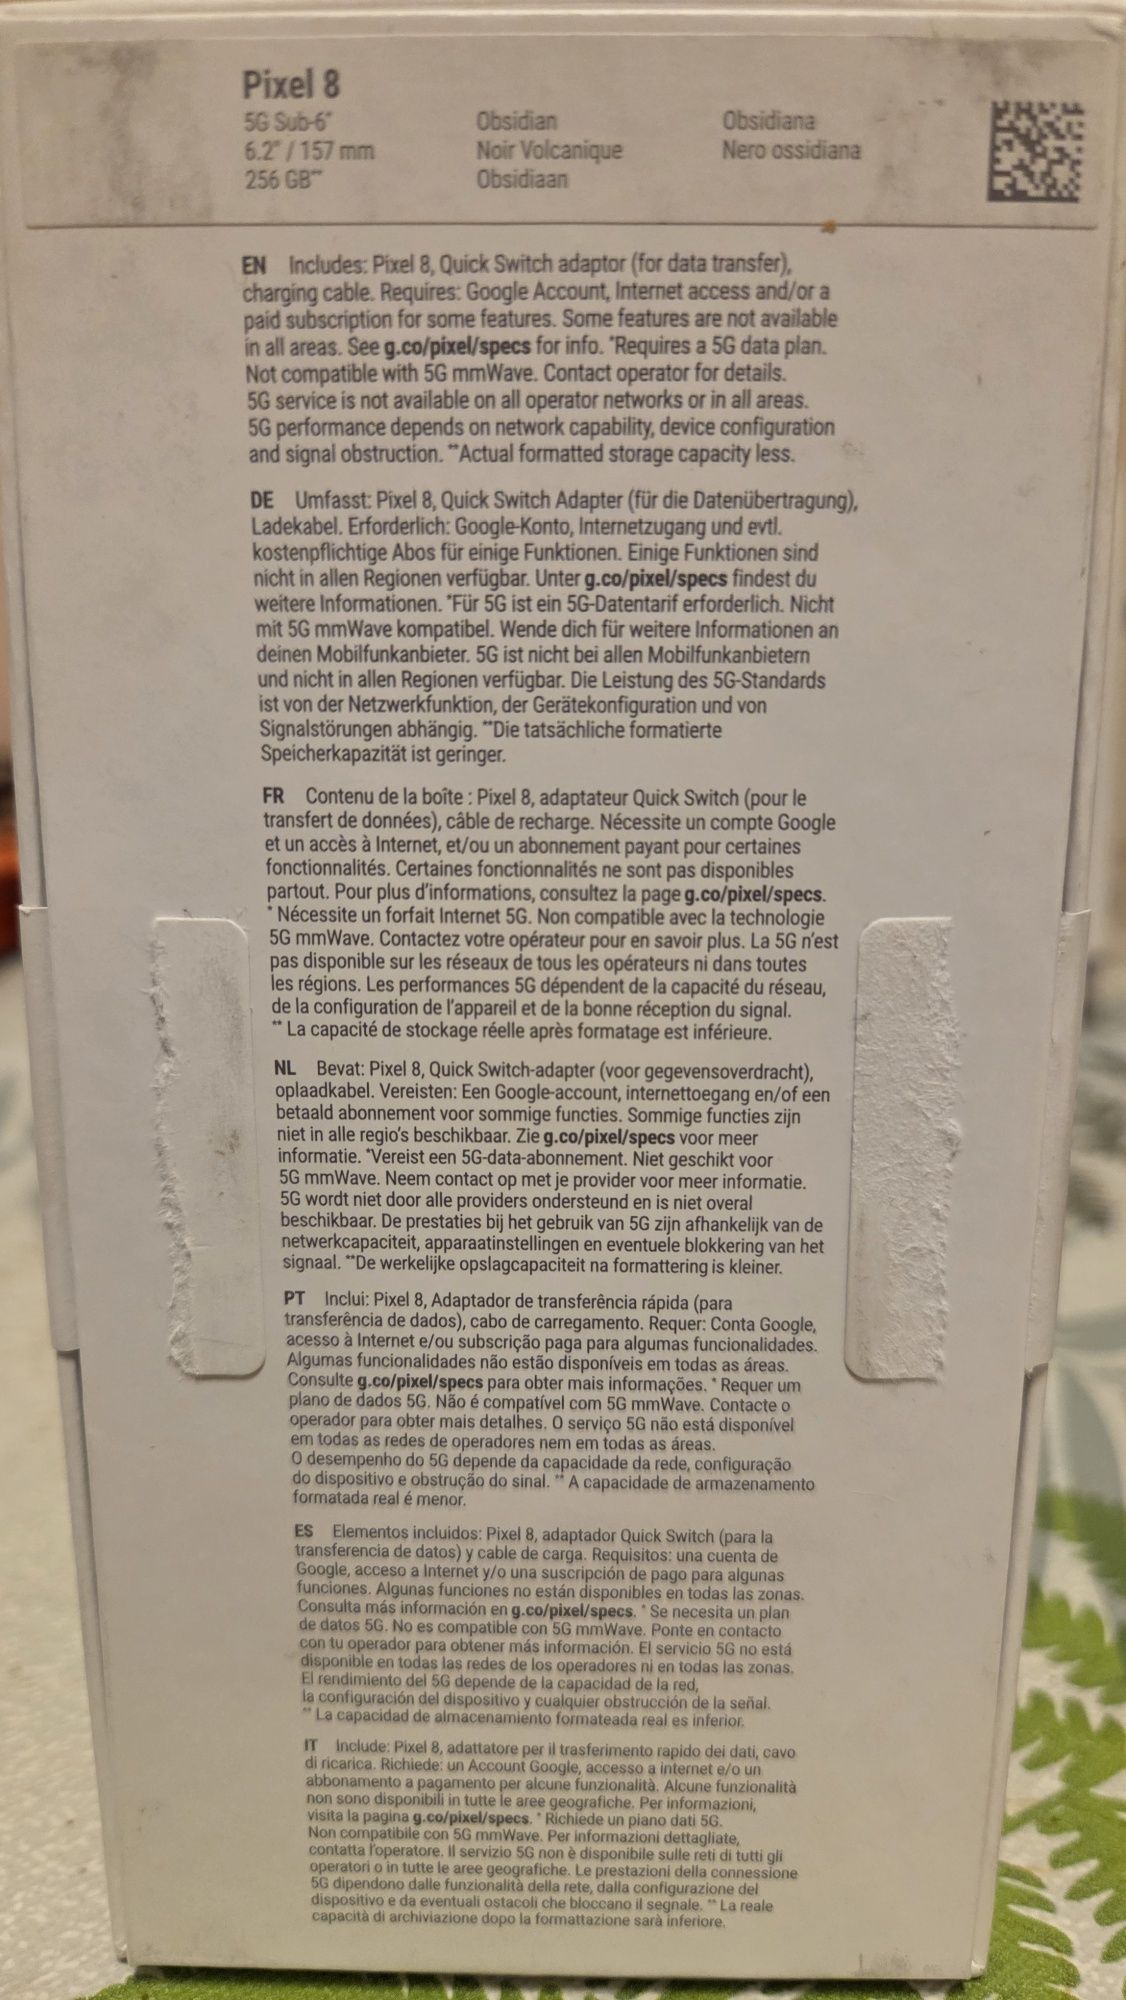 Pixel 8
5G Sub-6* Obsidian Obsidiana
6.2" / 157 mm Noir Volcanique Nero ossidiana
256 GB** Obsidiaan
EN Includes: Pixel 8, Quick Switch adaptor (for data transfer),
charging cable. Requires: Google Account, Internet access and/or a
paid subscription for some features. Some features are not available
in all areas. See g.co/pixel/specs for info. *Requires a 5G data plan.
Not compatible with 5G mmWave. Contact operator for details.
5G service is not available on all operator networks or in all areas.
5G performance depends on network capability, device configuration
and signal obstruction. **Actual formatted storage capacity less.
DE Umfasst: Pixel 8, Quick Switch Adapter (für die Datenübertragung),
Ladekabel. Erforderlich: Google-Konto, Internetzugang und evtl.
kostenpflichtige Abos für einige Funktionen. Einige Funktionen sind
nicht in allen Regionen verfügbar. Unter g.co/pixel/specs findest du
weitere Informationen. *Für 5G ist ein 5G-Datentarif erforderlich. Nicht
mit 5G mmWave kompatibel. Wende dich für weitere Informationen an
deinen Mobilfunkanbieter. 5G ist nicht bei allen Mobilfunkanbietern
und nicht in allen Regionen verfügbar. Die Leistung des 5G-Standards
ist von der Netzwerkfunktion, der Gerätekonfiguration und von
Signalstörungen abhängig. **Die tatsächliche formatierte
Speicherkapazität ist geringer.
FR Contenu de la boîte : Pixel 8, adaptateur Quick Switch (pour le
transfert de données), câble de recharge. Nécessite un compte Google
et un accès à Internet, et/ou un abonnement payant pour certaines
fonctionnalités. Certaines fonctionnalités ne sont pas disponibles
partout. Pour plus d'informations, consultez la page g.co/pixel/specs.
* Nécessite un forfait Internet 5G. Non compatible avec la technologie
5G mmWave. Contactez votre opérateur pour en savoir plus. La 5G n'est
pas disponible sur les réseaux de tous les opérateurs ni dans toutes
les régions. Les performances 5G dépendent de la capacité du réseau,
de la configuration de l'appareil et de la bonne réception du signal.
** La capacité de stockage réelle après formatage est inférieure.
NL Bevat: Pixel 8, Quick Switch-adapter (voor gegevensoverdracht),
oplaadkabel. Vereisten: Een Google-account, internettoegang en/of een
betaald abonnement voor sommige functies. Sommige functies zijn
niet in alle regio's beschikbaar. Zie g.co/pixel/specs voor meer
informatie. *Vereist een 5G-data-abonnement. Niet geschikt voor
5G mmWave. Neem contact op met je provider voor meer informatie.
5G wordt niet door alle providers ondersteund en is niet overal
beschikbaar. De prestaties bij het gebruik van 5G zijn afhankelijk van de
netwerkcapaciteit, apparaatinstellingen en eventuele blokkering van het
signaal. **De werkelijke opslagcapaciteit na formattering is kleiner.
PT Inclui: Pixel 8, Adaptador de transferência rápida (para
transferência de dados), cabo de carregamento. Requer: Conta Google,
acesso à Internet e/ou subscrição paga para algumas funcionalidades.
Algumas funcionalidades não estão disponíveis em todas as áreas.
Consulte g.co/pixel/specs para obter mais informações. * Requer um
plano de dados 5G. Não é compatível com 5G mmWave. Contacte o
operador para obter mais detalhes. O serviço 5G não está disponível
em todas as redes de operadores nem em todas as áreas.
O desempenho do 5G depende da capacidade da rede, configuração
do dispositivo e obstrução do sinal. ** A capacidade de armazenamento
formatada real é menor.
ES Elementos incluidos: Pixel 8, adaptador Quick Switch (para la
transferencia de datos) y cable de carga. Requisitos: una cuenta de
Google, acceso a Internet y/o una suscripción de pago para algunas
funciones. Algunas funciones no están disponibles en todas las zonas.
Consulta más información en g.co/pixel/specs. * Se necesita un plan
de datos 5G. No es compatible con 5G mmWave. Ponte en contacto
con tu operador para obtener más información. El servicio 5G no está
disponible en todas las redes de los operadores ni en todas las zonas.
El rendimiento del 5G depende de la capacidad de la red,
la configuración del dispositivo y cualquier obstrucción de la señal.
** La capacidad de almacenamiento formateada real es inferior.
IT Include: Pixel 8, adattatore per il trasferimento rapido dei dati, cavo
di ricarica. Richiede: un Account Google, accesso a internet e/o un
abbonamento a pagamento per alcune funzionalità. Alcune funzionalità
non sono disponibili in tutte le aree geografiche. Per informazioni,
visita la pagina g.co/pixel/specs. * Richiede un piano dati 5G.
Non compatibile con 5G mmWave. Per informazioni dettagliate,
contatta l'operatore. Il servizio 5G non è disponibile sulle reti di tutti gli
operatori o in tutte le aree geografiche. Le prestazioni della connessione
5G dipendono dalle funzionalità della rete, dalla configurazione del
dispositivo e da eventuali ostacoli che bloccano il segnale. ** La reale
capacità di archiviazione dopo la formattazione sarà inferiore.